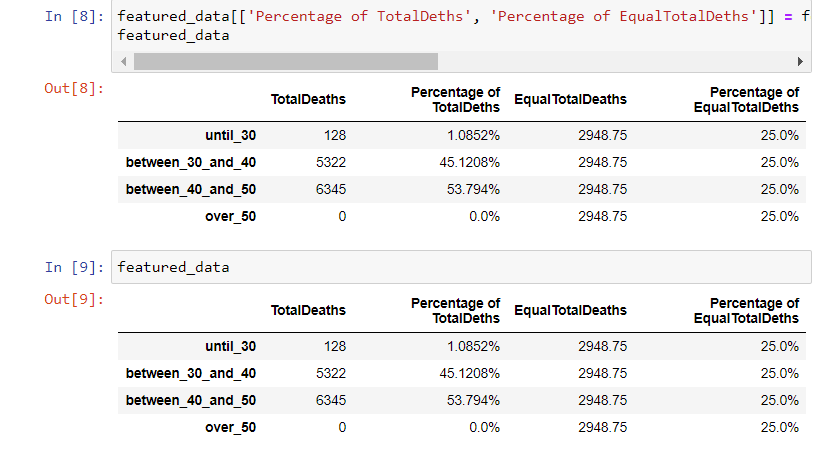 In [8]: featured_data[['Percentage of TotalDeths', 'Percentage of EqualTotalDeths']] = f
featured_data
Out[8]:
TotalDeaths Percentage of TotalDeths EqualTotalDeaths Percentage of EqualTotalDeths
until_30 128 1.0852% 2948.75 25.0%
between_30_and_40 5322 45.1208% 2948.75 25.0%
between_40_and_50 6345 53.794% 2948.75 25.0%
over_50 0 0.0% 2948.75 25.0%
In [9]: featured_data
Out[9]:
TotalDeaths Percentage of TotalDeths EqualTotalDeaths Percentage of EqualTotalDeths
until_30 128 1.0852% 2948.75 25.0%
between_30_and_40 5322 45.1208% 2948.75 25.0%
between_40_and_50 6345 53.794% 2948.75 25.0%
over_50 0 0.0% 2948.75 25.0%